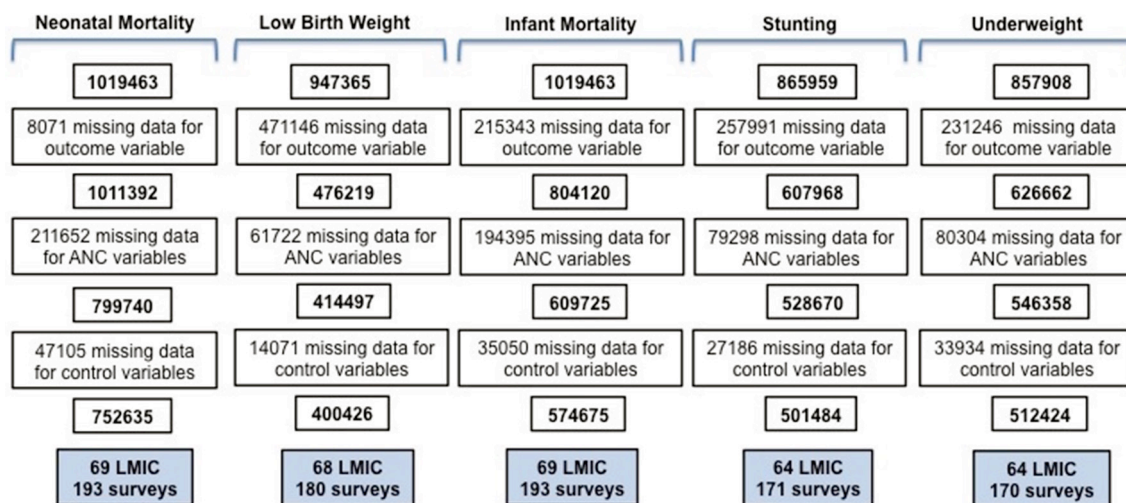 Neonatal Mortality
1019463
8071 missing data for
outcome variable
1011392
211652 missing data
for ANC variables
799740
47105 missing data
for control variables
752635
69 LMIC
193 surveys
Low Birth Weight
947365
471146 missing data
for outcome variable
476219
61722 missing data for
ANC variables
414497
14071 missing data for
control variables
400426
68 LMIC
180 surveys
Infant Mortality
1019463
215343 missing data for
outcome variable
804120
194395 missing data for
ANC variables
609725
35050 missing data for
control variables
574675
69 LMIC
193 surveys
Stunting
865959
257991 missing data
for outcome variable
607968
79298 missing data for
ANC variables
528670
27186 missing data for
control variables
501484
64 LMIC
171 surveys
Underweight
857908
231246 missing data
for outcome variable
626662
80304 missing data for
ANC variables
546358
33934 missing data for
control variables
512424
64 LMIC
170 surveys